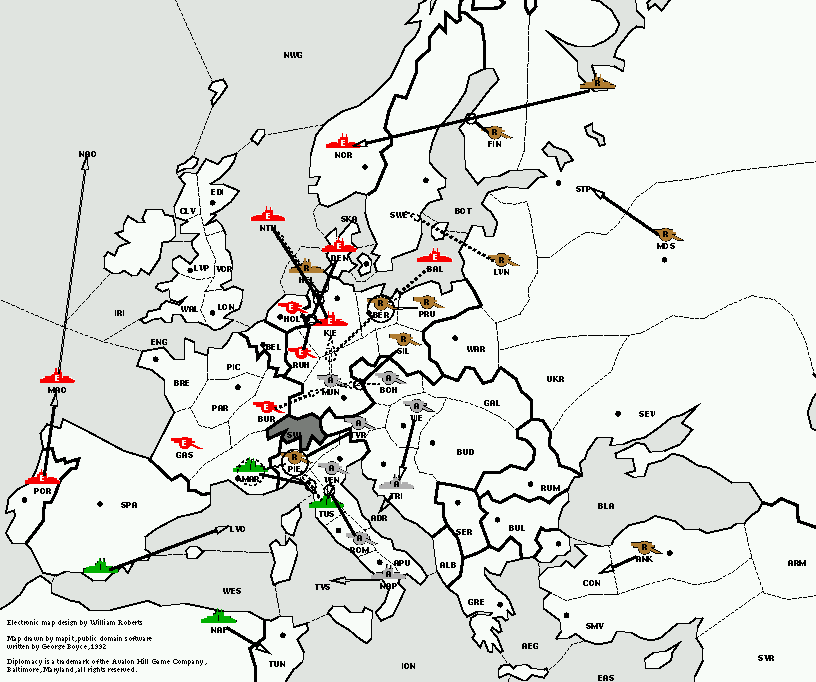 NWG
NAO
NOR
FIN
EDI
CLV
STP
SKA
SWE
BOT
NTH
MOS
DEN
LVP
YOR
BAL
LVN
HEL
WAL
LON
IRI
HOL
BER
PRU
KIE
ENG
BEL
WAR
SIL
RUH
PIC
UKR
BRE
MUN
BOH
MAO
PAR
GAL
BUR
VIE
SEV
TYR
SWI
GAS
BUD
PIE
MAR
VEN
POR
RUM
TRI
SPA
BLA
TUS
ADR
LYO
SER
BUL
ROM
ANK
APU
ALB
ARM
CON
TYS
NAP
WES
GRE
Electronic map design by William Roberts
NAF
SMY
Map drawn by mapit, public domain software
written by George Boyce, 1992
AEG
SYR
Diplomacy is a trademark of the Avalon Hill Game Company,
Baltimore, Maryland, all rights reserved.
TUN
ION
EAS